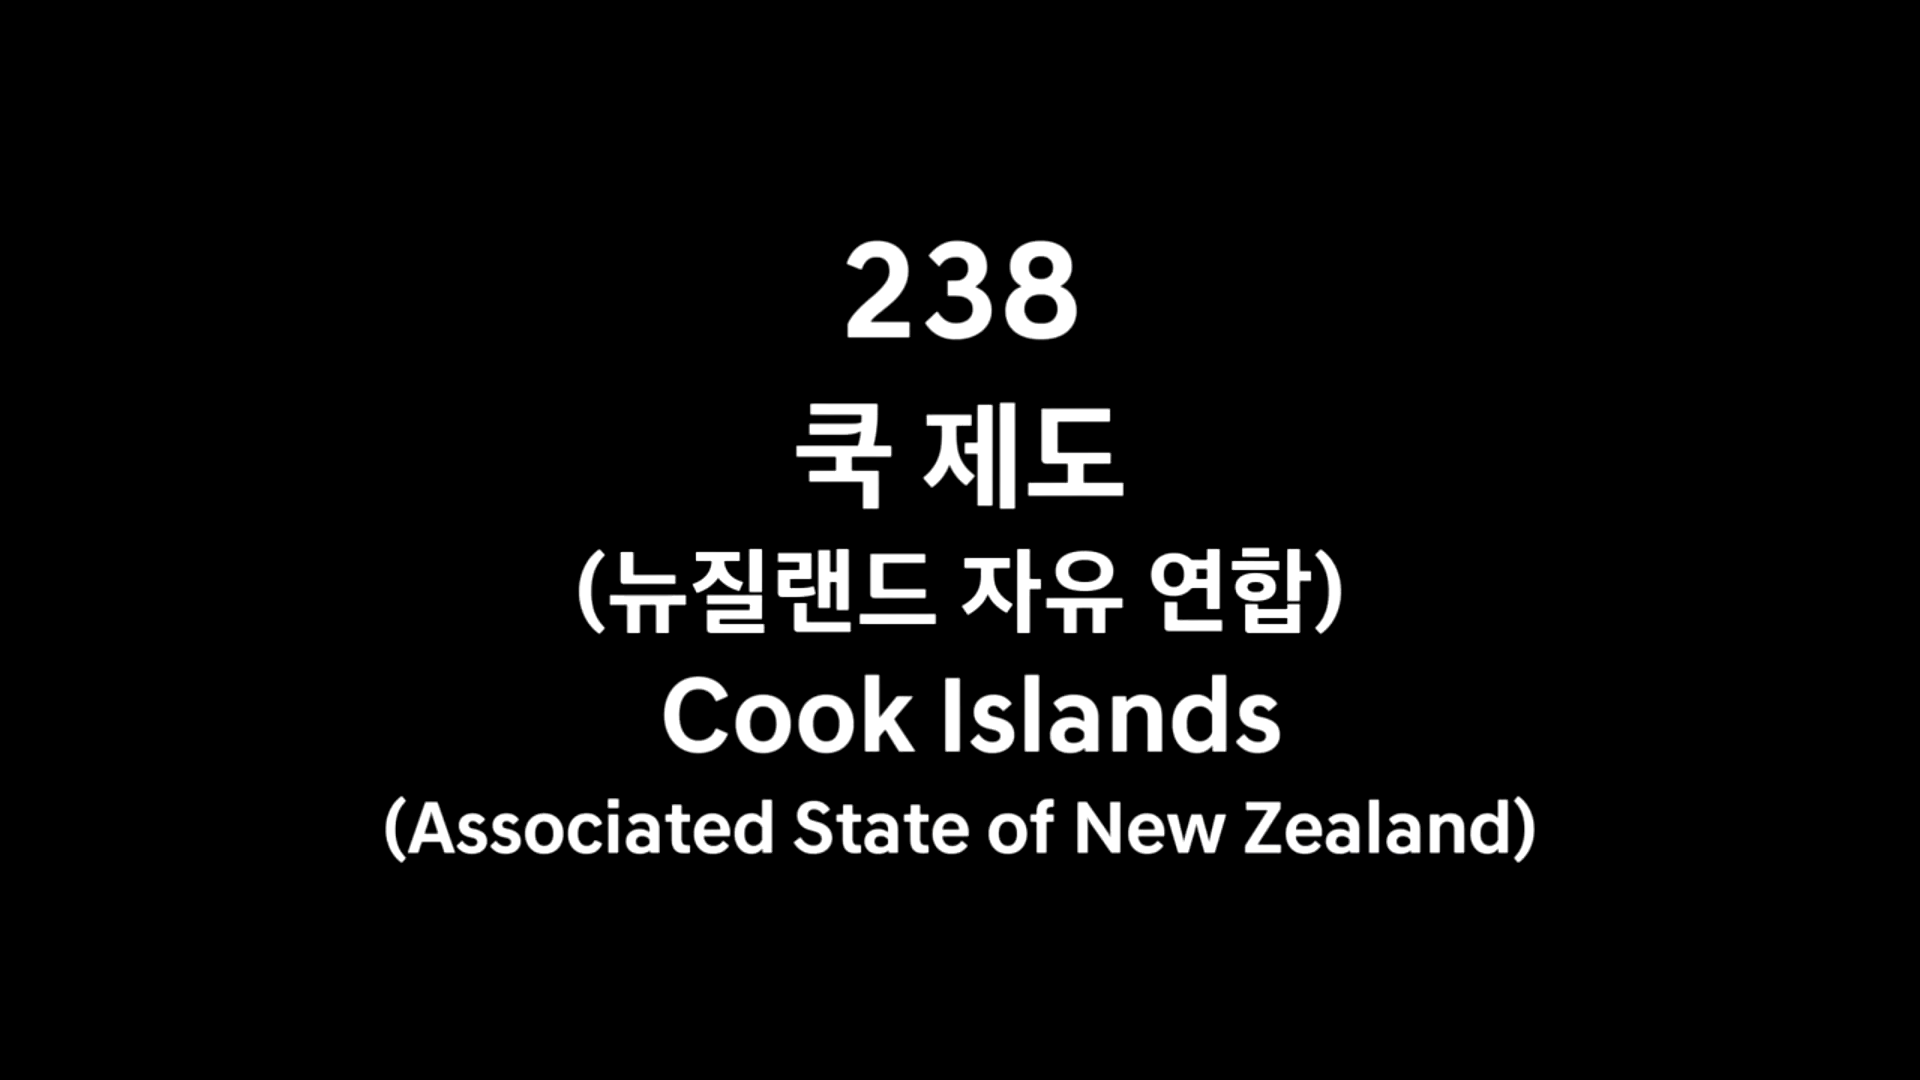 238
쿡 제도
(뉴질랜드 자유 연합)
Cook Islands
(Associated State of New Zealand)